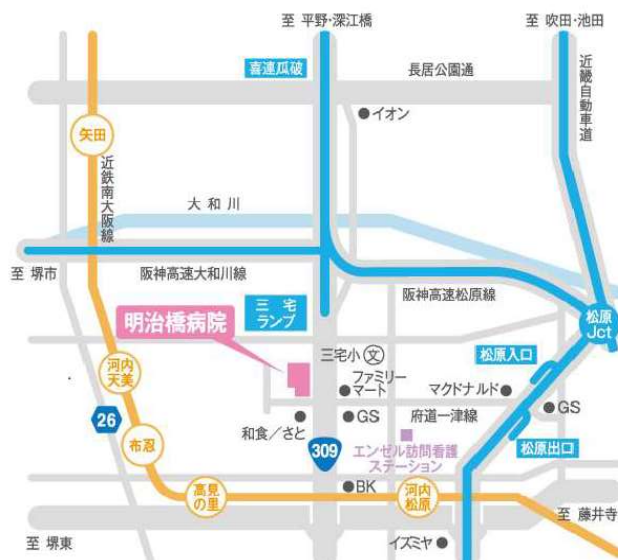 至 平野・深江橋
至 吹田・池田
喜連瓜破
長居公園通
近畿自動車道
イオン
矢田
近鉄南大阪線
大和川
至 堺市
阪神高速大和川線
阪神高速松原線
三宅
ランプ
明治橋病院
松原
Jct
三宅小 文
松原入口
河内
天美
ファミリー
マート
マクドナルド
26
和食/さと
GS
府道一津線
GS
布忍
309
エンゼル訪問看護
ステーション
松原出口
高見
の里
BK
河内
松原
至 藤井寺
至 堺東
イズミヤ